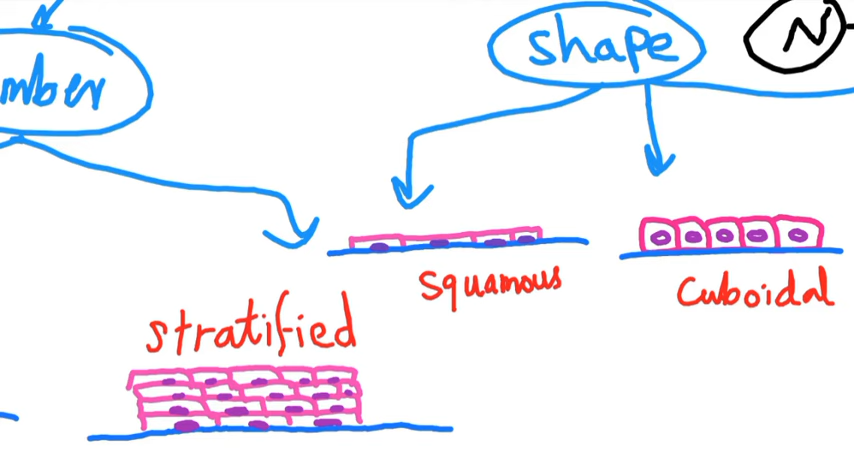 shape
N
mber
Squamous
Cuboidal
stratified